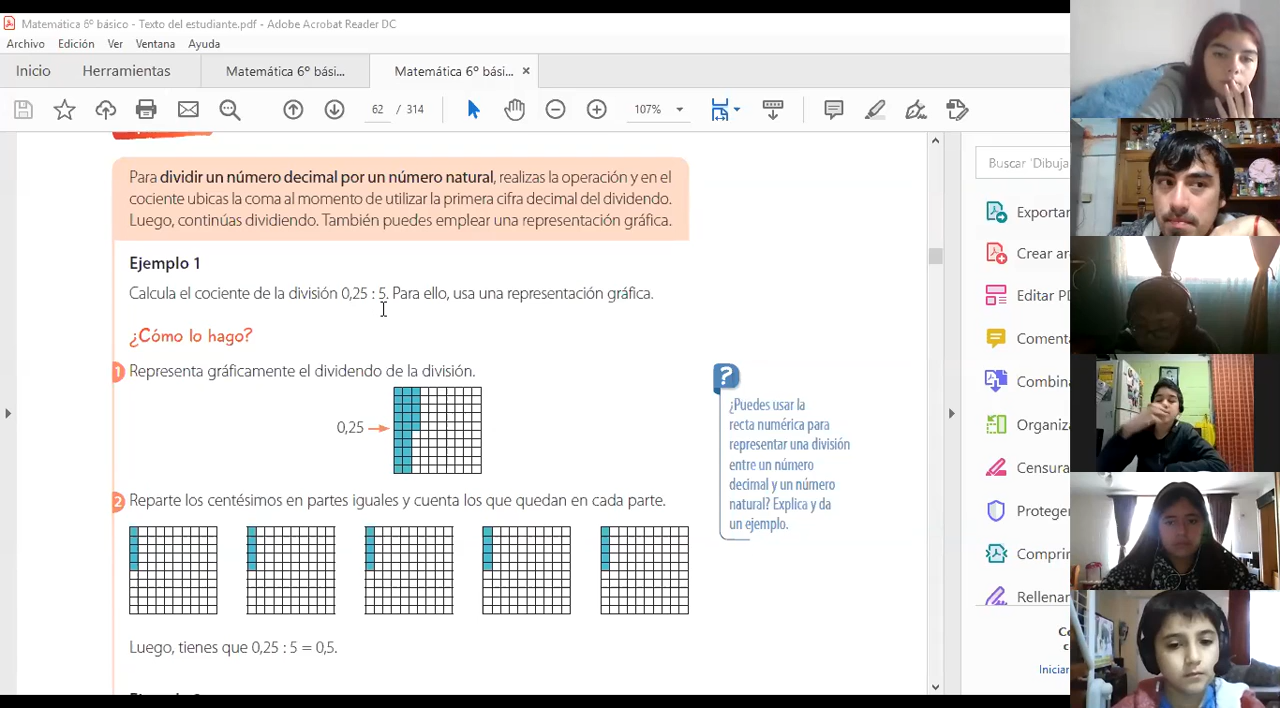 Matemática 6º básico - Texto del estudiante.pdf - Adobe Acrobat Reader DC
Archivo Edición Ver Ventana Ayuda
Inicio Herramientas Matemática 6º bási... Matemática 6º bási... ×
62 / 314 107%
Para dividir un número decimal por un número natural, realizas la operación y en el
cociente ubicas la coma al momento de utilizar la primera cifra decimal del dividendo.
Luego, continúas dividiendo. También puedes emplear una representación gráfica.
Ejemplo 1
Calcula el cociente de la división 0,25 : 5. Para ello, usa una representación gráfica.
¿Cómo lo hago?
1 Representa gráficamente el dividendo de la división.
0,25
2 Reparte los centésimos en partes iguales y cuenta los que quedan en cada parte.
Luego, tienes que 0,25 : 5 = 0,5.
?
¿Puedes usar la
recta numérica para
representar una división
entre un número
decimal y un número
natural? Explica y da
un ejemplo.
Buscar 'Dibuja
Exportar
Crear ar
Editar PD
Comenta
Combina
Organiza
Censura
Proteger
Comprim
Rellenar
Iniciar